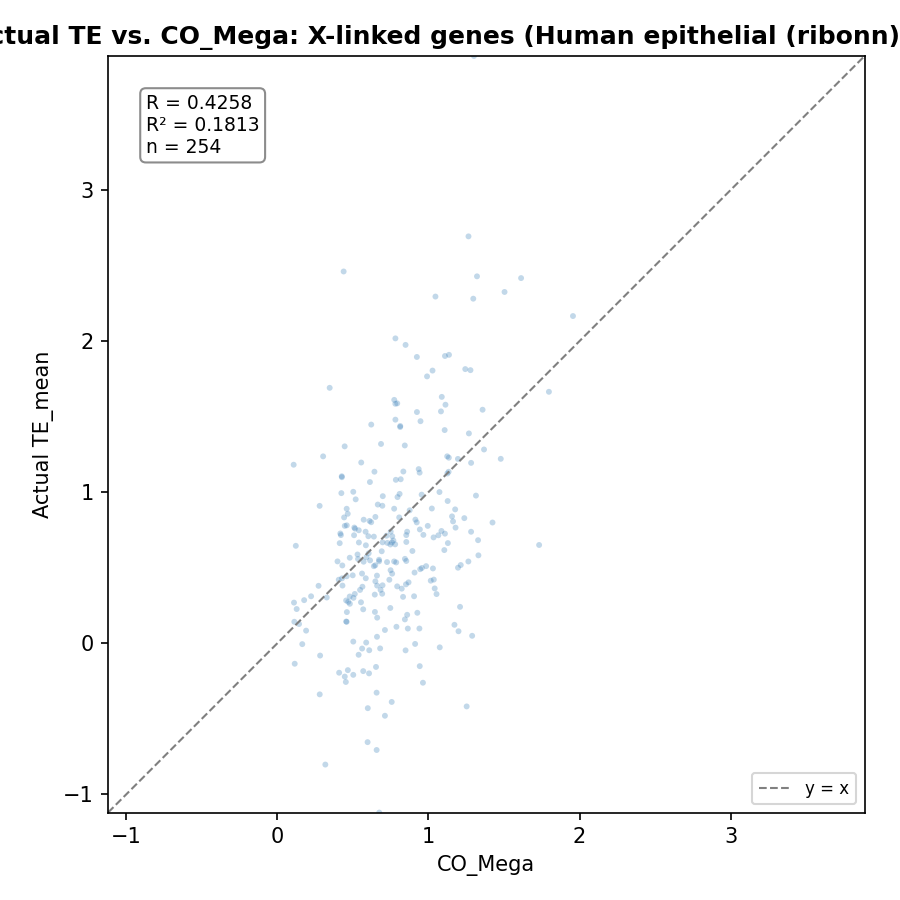 ctual TE vs. CO_Mega: X-linked genes (Human epithelial (ribonn)
R = 0.4258
R² = 0.1813
n = 254
3
2
1
0
−1
Actual TE_mean
−1 0 1 2 3
CO_Mega
y = x